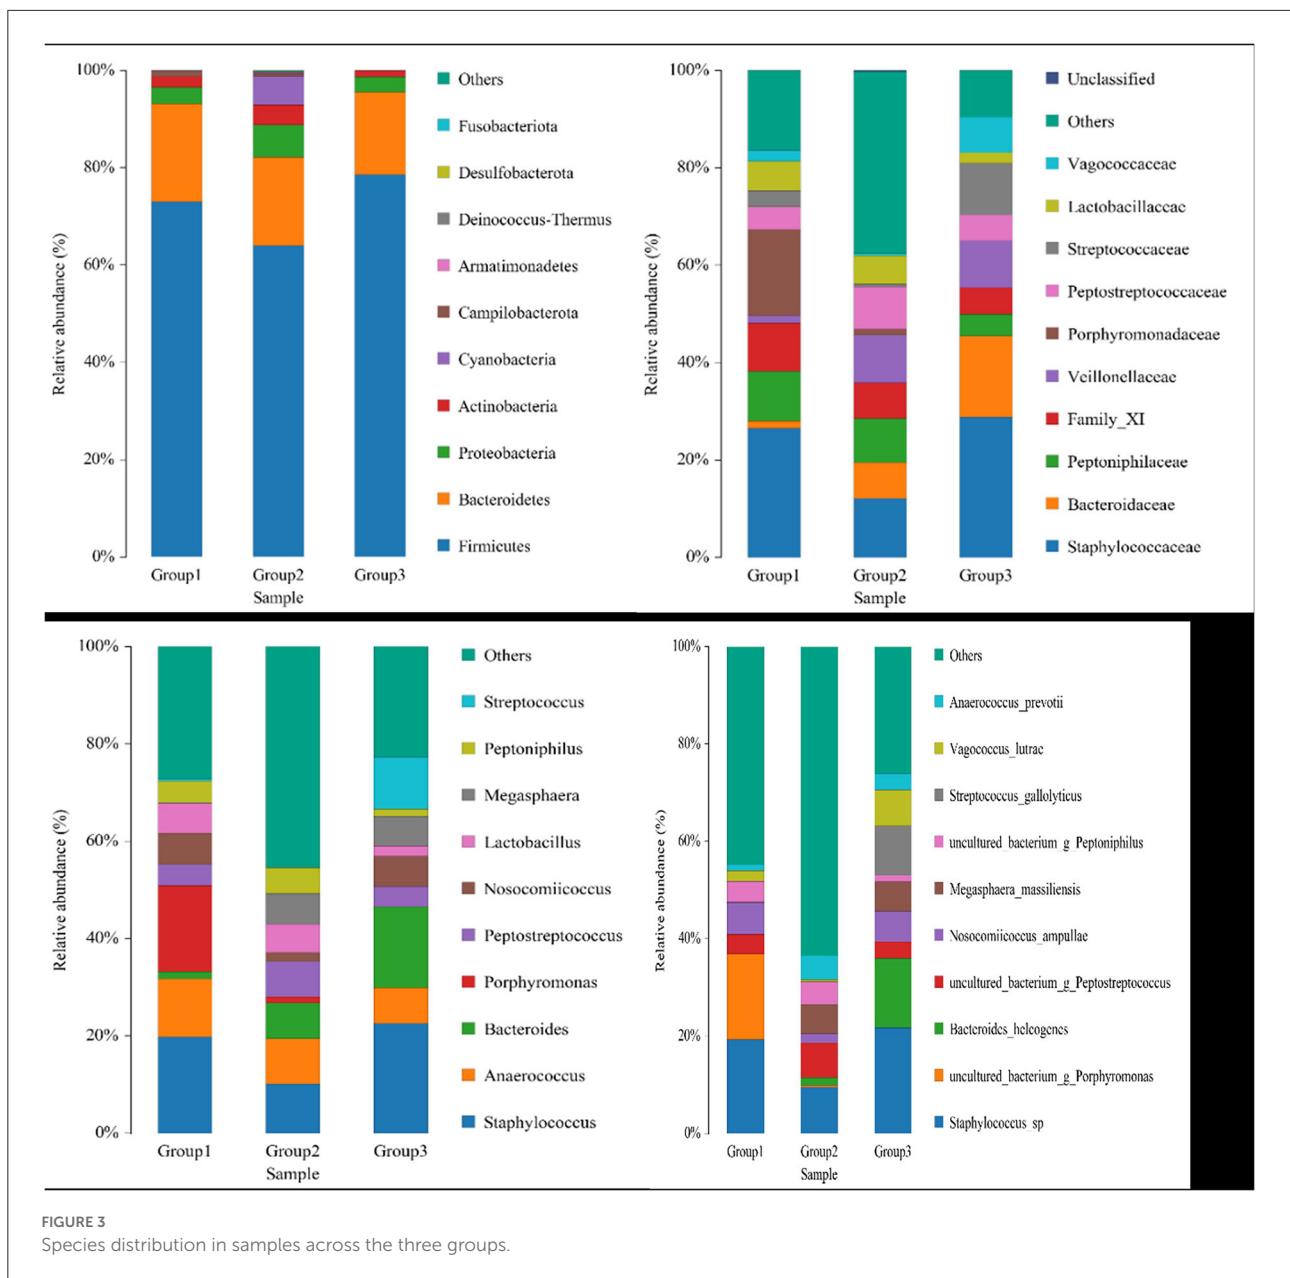 100%
80%
60%
40%
20%
0%
Relative abundance (%)
Group1
Group2
Group3
Sample
Others
Fusobacteriota
Desulfobacterota
Deinococcus-Thermus
Armatimonadetes
Campilobacterota
Cyanobacteria
Actinobacteria
Proteobacteria
Bacteroidetes
Firmicutes
100%
80%
60%
40%
20%
0%
Relative abundance (%)
Group1
Group2
Group3
Sample
Unclassified
Others
Vagococcaceae
Lactobacillaceae
Streptococcaceae
Peptostreptococcaceae
Porphyromonadaceae
Veillonellaceae
Family_XI
Peptoniphilaceae
Bacteroidaceae
Staphylococcaceae
100%
80%
60%
40%
20%
0%
Relative abundance (%)
Group1
Group2
Group3
Sample
Others
Streptococcus
Peptoniphilus
Megasphaera
Lactobacillus
Nosocomiicoccus
Peptostreptococcus
Porphyromonas
Bacteroides
Anaerococcus
Staphylococcus
100%
80%
60%
40%
20%
0%
Relative abundance (%)
Group1
Group2
Group3
Sample
Others
Anaerococcus_prevotii
Vagococcus_lutrae
Streptococcus_gallolyticus
uncultured_bacterium_g_Peptoniphilus
Megasphaera_massiliensis
Nosocomiicoccus_ampullae
uncultured_bacterium_g_Peptostreptococcus
Bacteroides_helcogenes
uncultured_bacterium_g_Porphyromonas
Staphylococcus_sp
FIGURE 3
Species distribution in samples across the three groups.